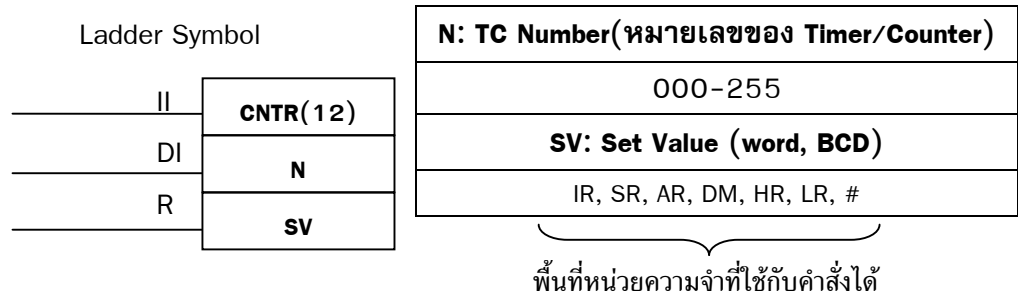 Ladder Symbol
II
CNTR(12)
DI
N
R
SV
N: TC Number(หมายเลขของ Timer/Counter)
000-255
SV: Set Value (word, BCD)
IR, SR, AR, DM, HR, LR, #
พื้นที่หน่วยความจำที่ใช้กับคำสั่งได้